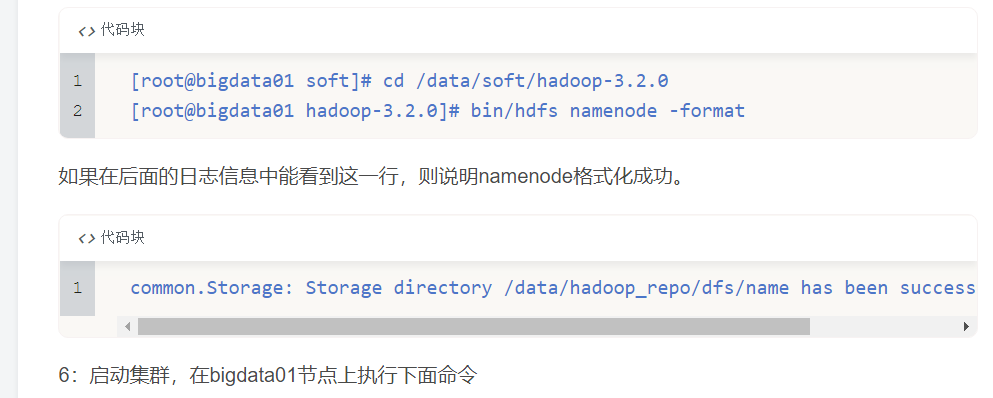 <> 代码块
1 [root@bigdata01 soft]# cd /data/soft/hadoop-3.2.0
2 [root@bigdata01 hadoop-3.2.0]# bin/hdfs namenode -format
如果在后面的日志信息中能看到这一行，则说明namenode格式化成功。
<> 代码块
1 common.Storage: Storage directory /data/hadoop_repo/dfs/name has been success
6：启动集群，在bigdata01节点上执行下面命令